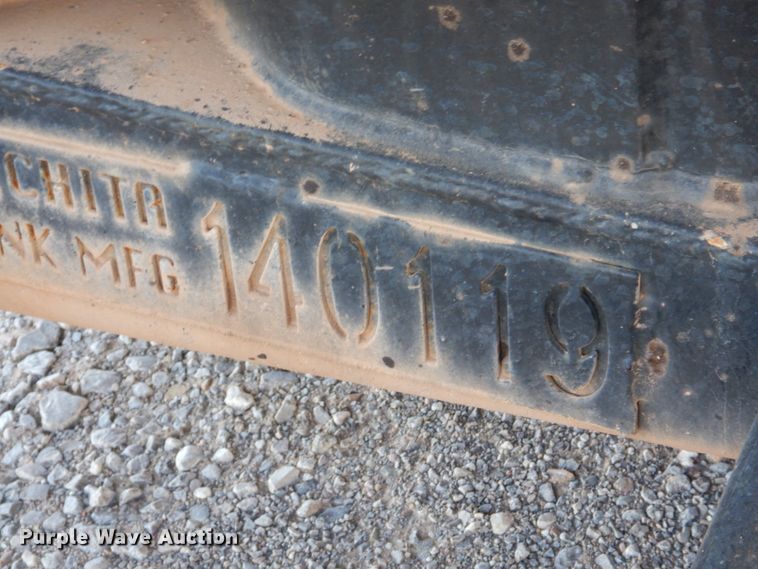 CHITA
NK MFG 140119
Purple Wave Auction